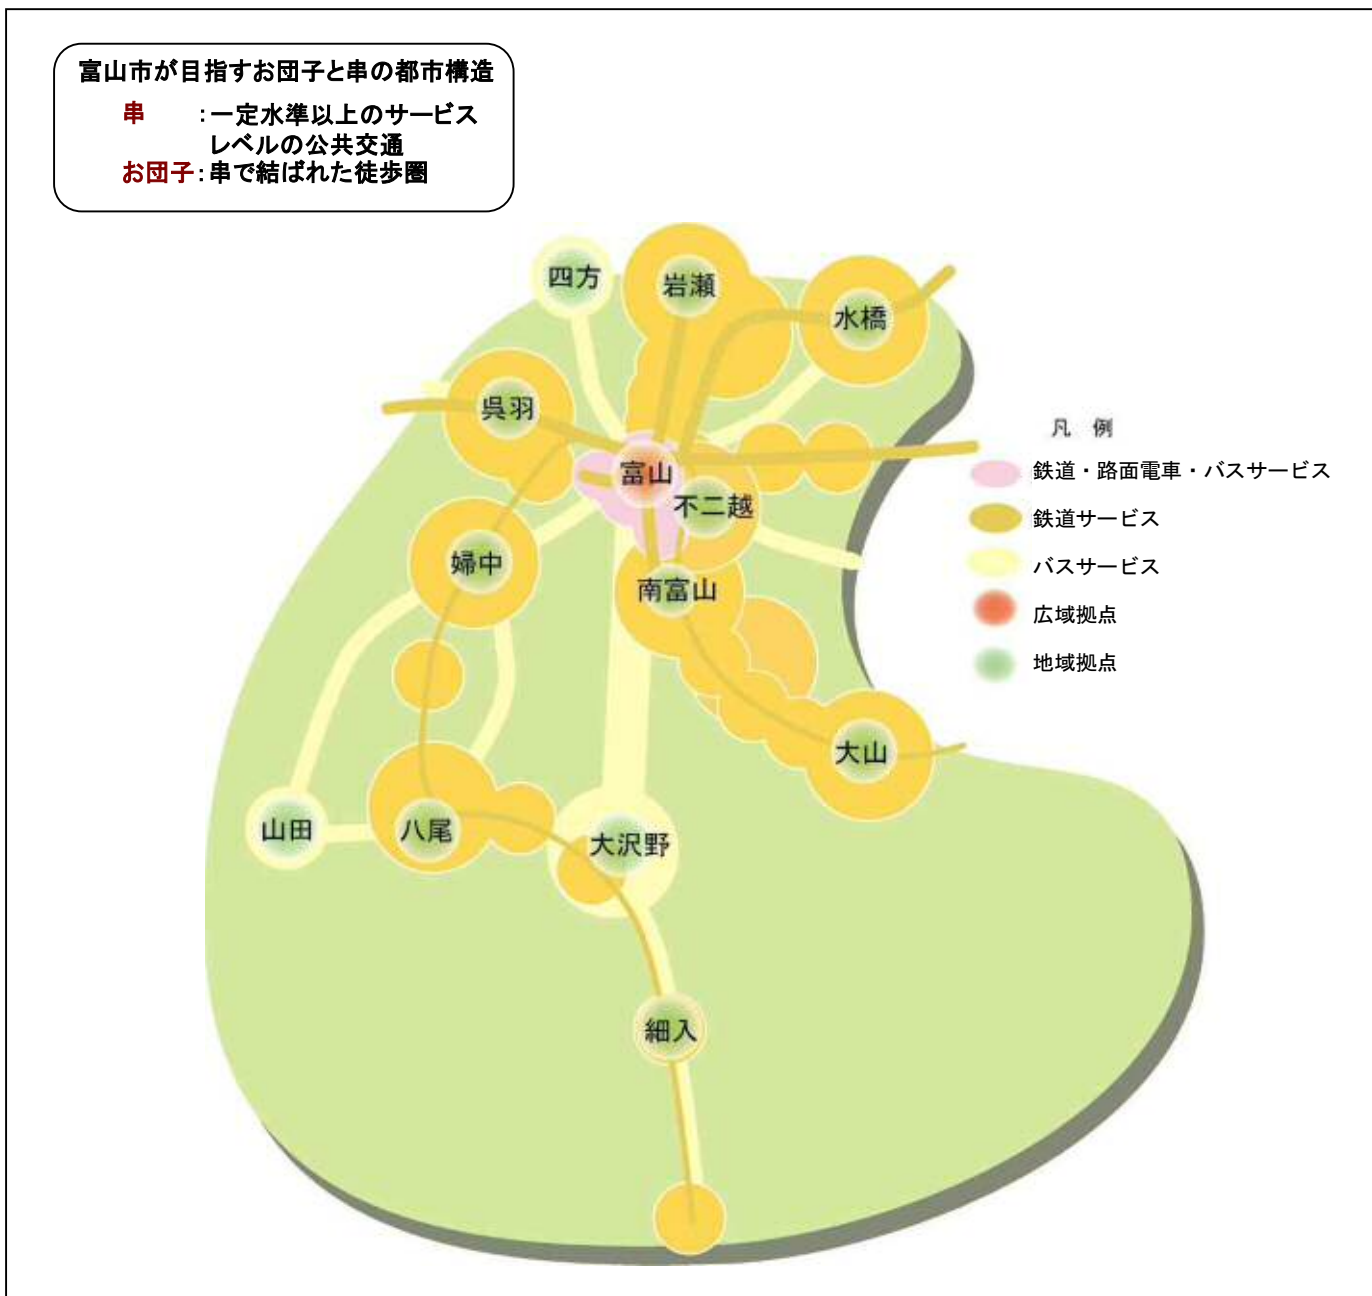 富山市が目指すお団子と串の都市構造
串 :一定水準以上のサービス
レベルの公共交通
お団子:串で結ばれた徒歩圏
四方
岩瀬
水橋
呉羽
富山
不二越
婦中
南富山
大山
山田
八尾
大沢野
細入
凡 例
鉄道・路面電車・バスサービス
鉄道サービス
バスサービス
広域拠点
地域拠点